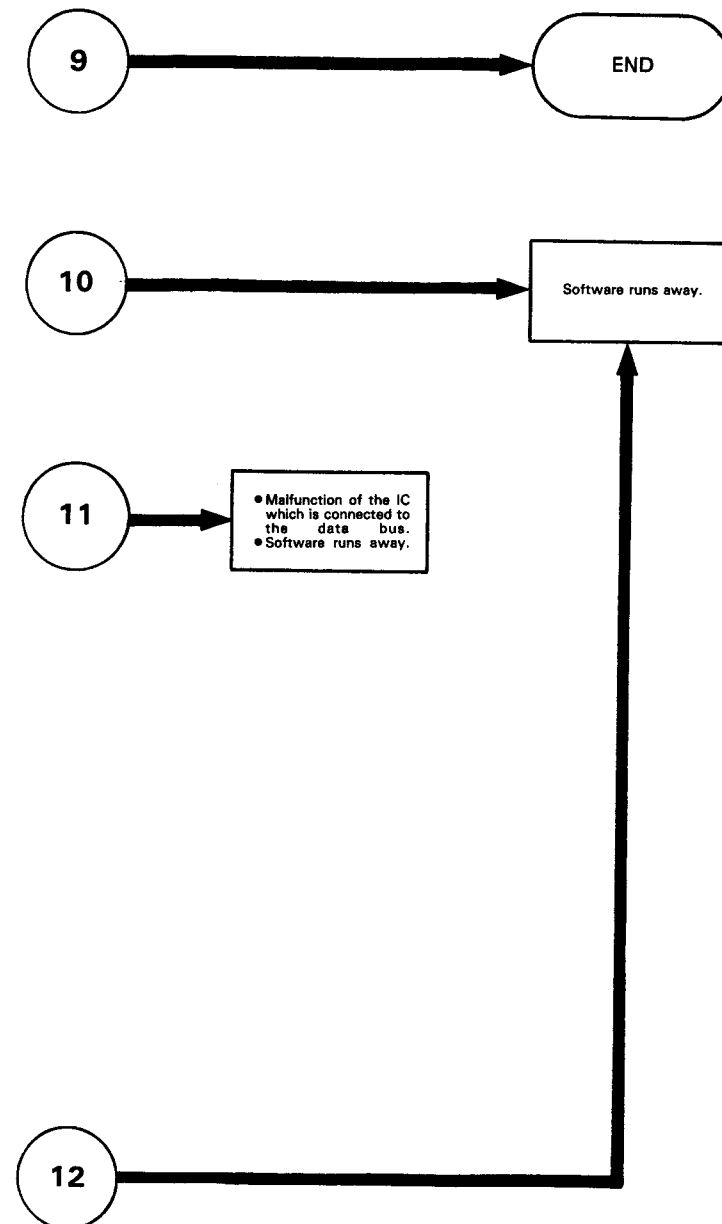 9
END
10
Software runs away.
11
● Malfunction of the IC
which is connected to
the data bus.
● Software runs away.
12